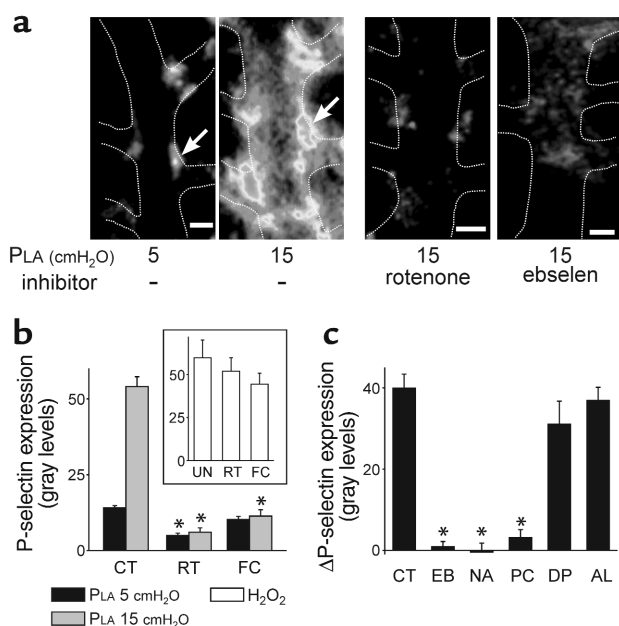 a
PLA (cmH₂O) 5 15 15 15
inhibitor - - rotenone ebselen
b
P-selectin expression
(gray levels)
50
25
0
CT RT FC
* * *
50
25
0
UN RT FC
PLA 5 cmH₂O
H₂O₂
PLA 15 cmH₂O
c
ΔP-selectin expression
(gray levels)
40
20
0
* * *
CT EB NA PC DP AL